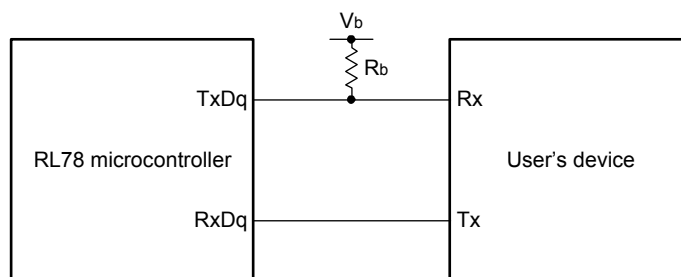 Vb
Rb
TxDq
Rx
RL78 microcontroller
User's device
RxDq
Tx